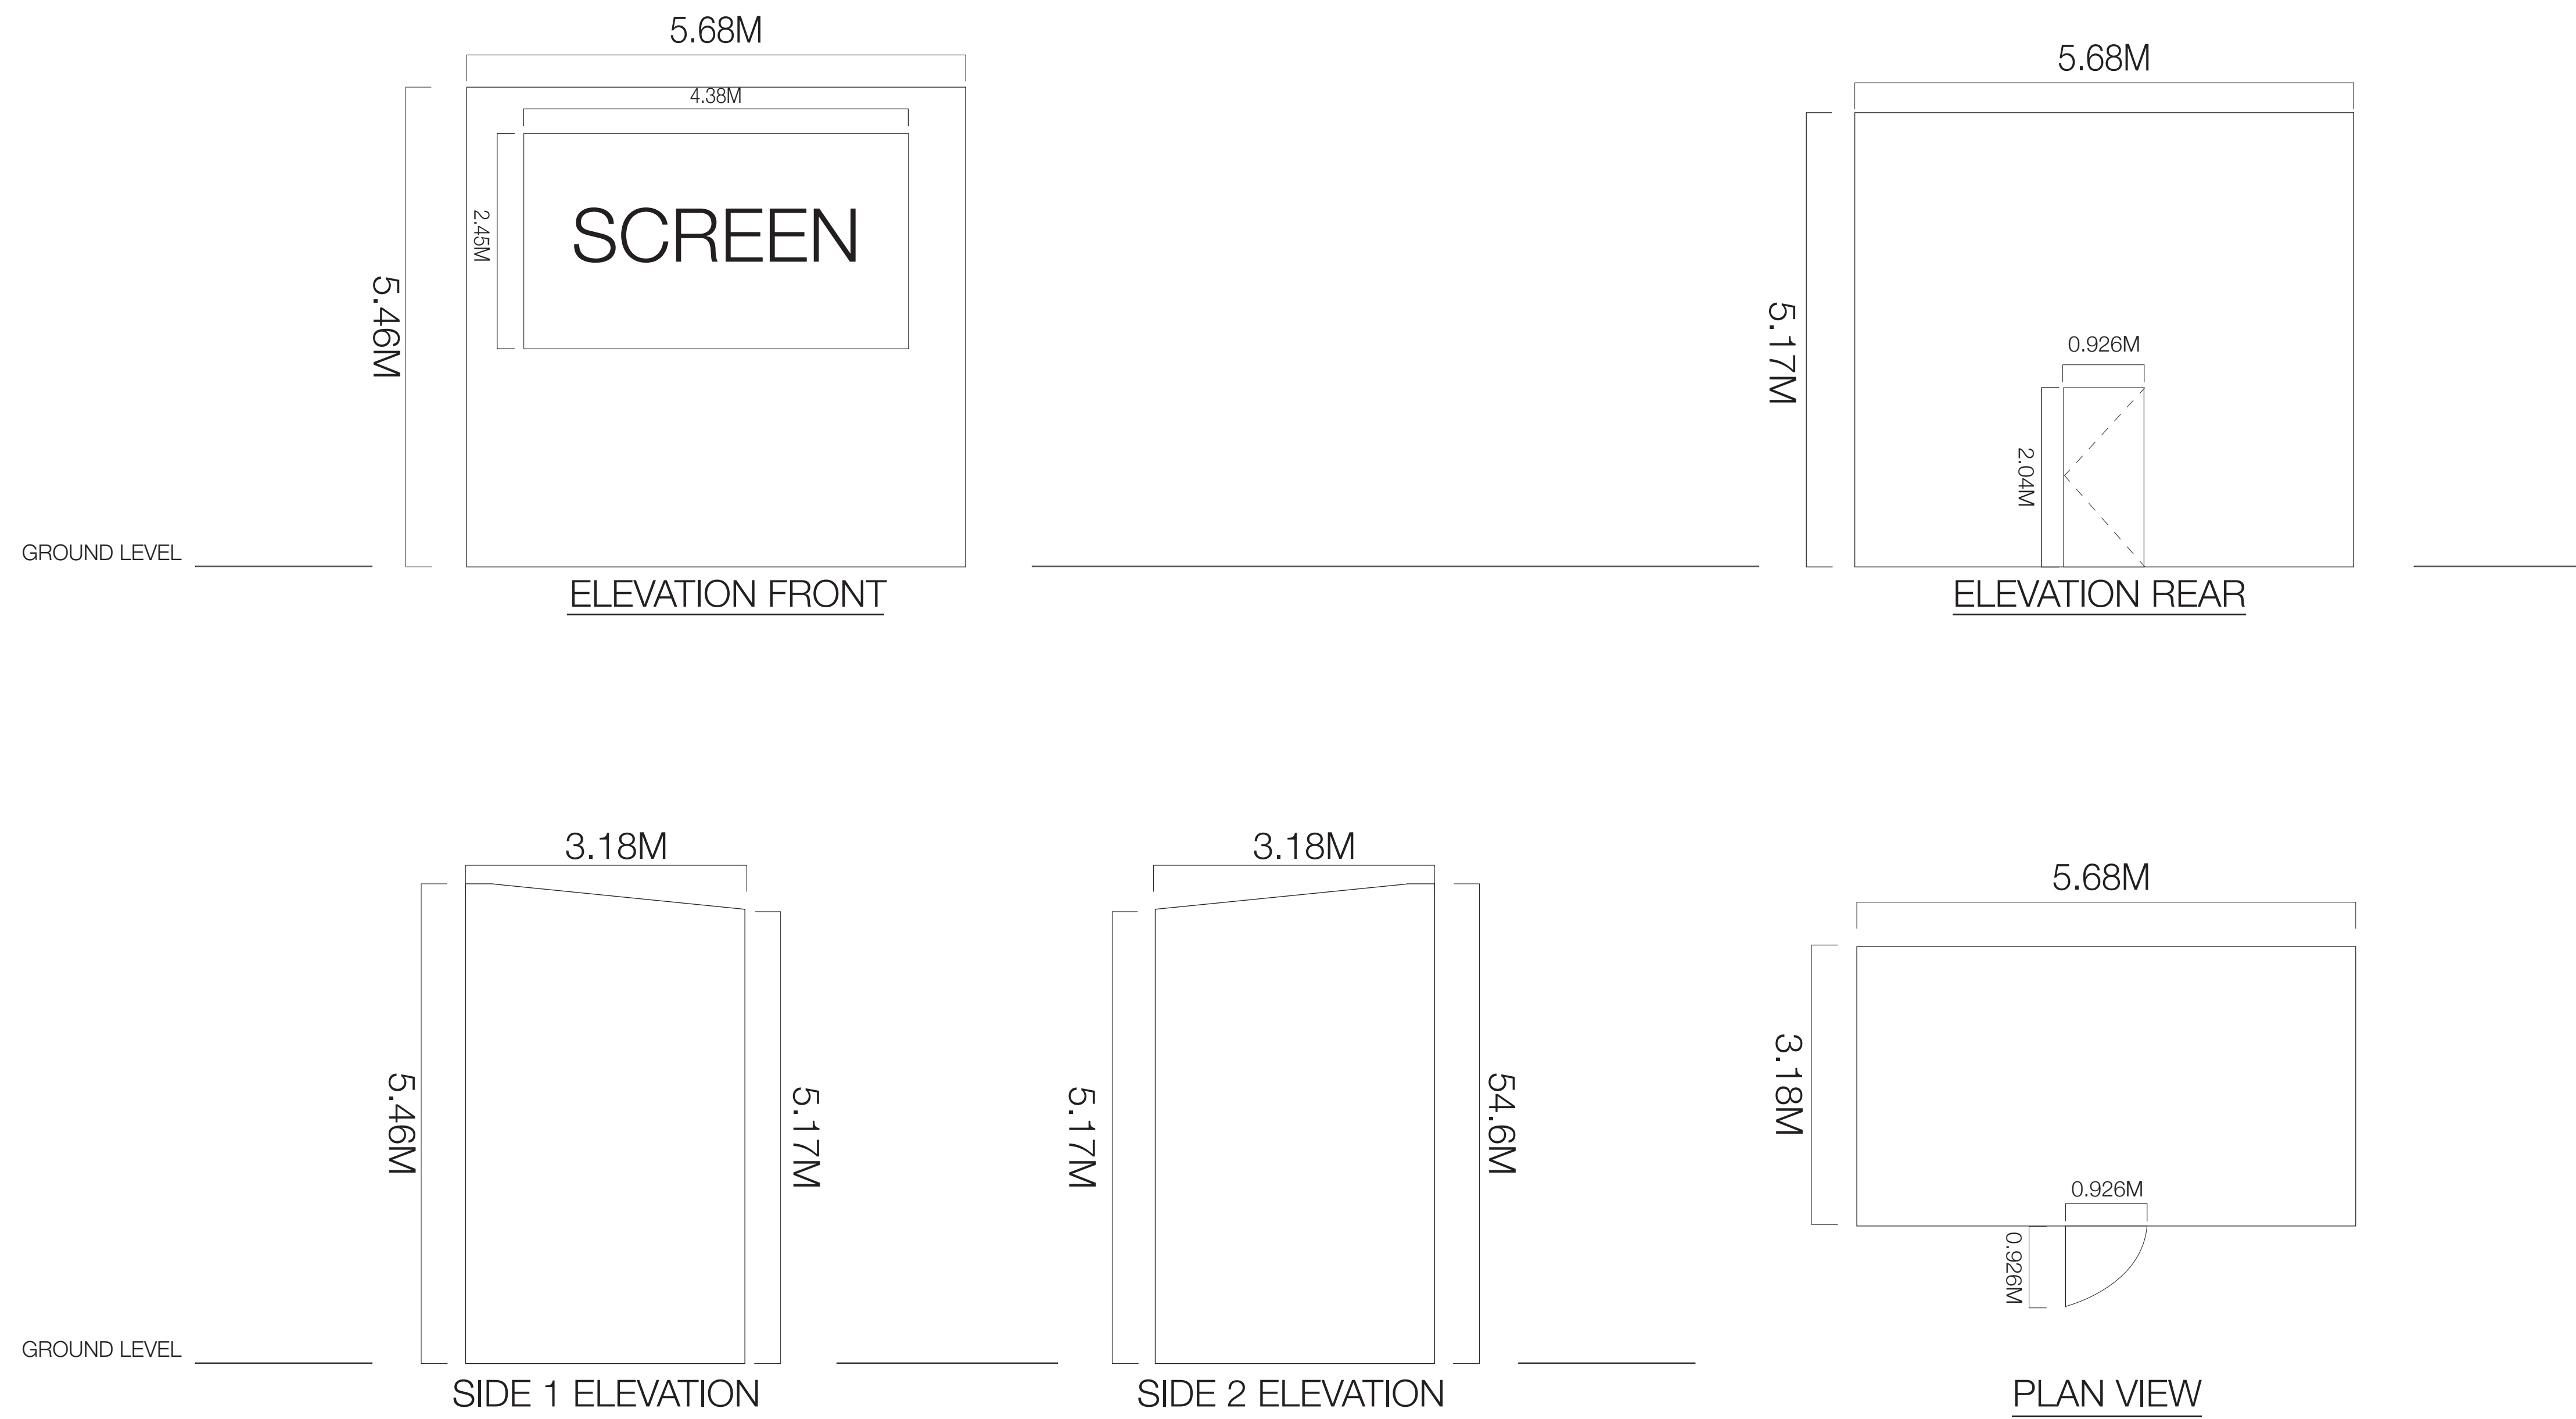 5.68M
4.38M
2.45M
SCREEN
5.46M
GROUND LEVEL
ELEVATION FRONT
5.68M
5.17M
0.926M
2.04M
ELEVATION REAR
3.18M
5.46M
5.17M
GROUND LEVEL
SIDE 1 ELEVATION
3.18M
5.17M
54.6M
SIDE 2 ELEVATION
5.68M
3.18M
0.926M
0.926M
PLAN VIEW